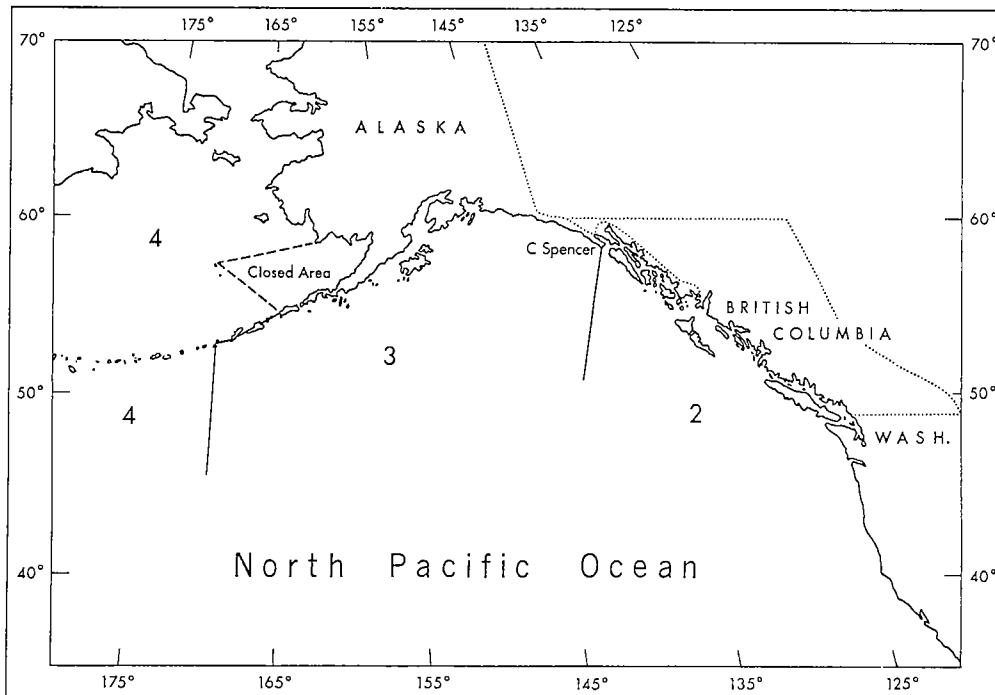 175° 165° 155° 145° 135° 125°
70° 70°
ALASKA
60° 60°
4
C Spencer
Closed Area
BRITISH
COLUMBIA
3
50° 50°
4 2
WASH.
North Pacific Ocean
40° 40°
175° 165° 155° 145° 135° 125°